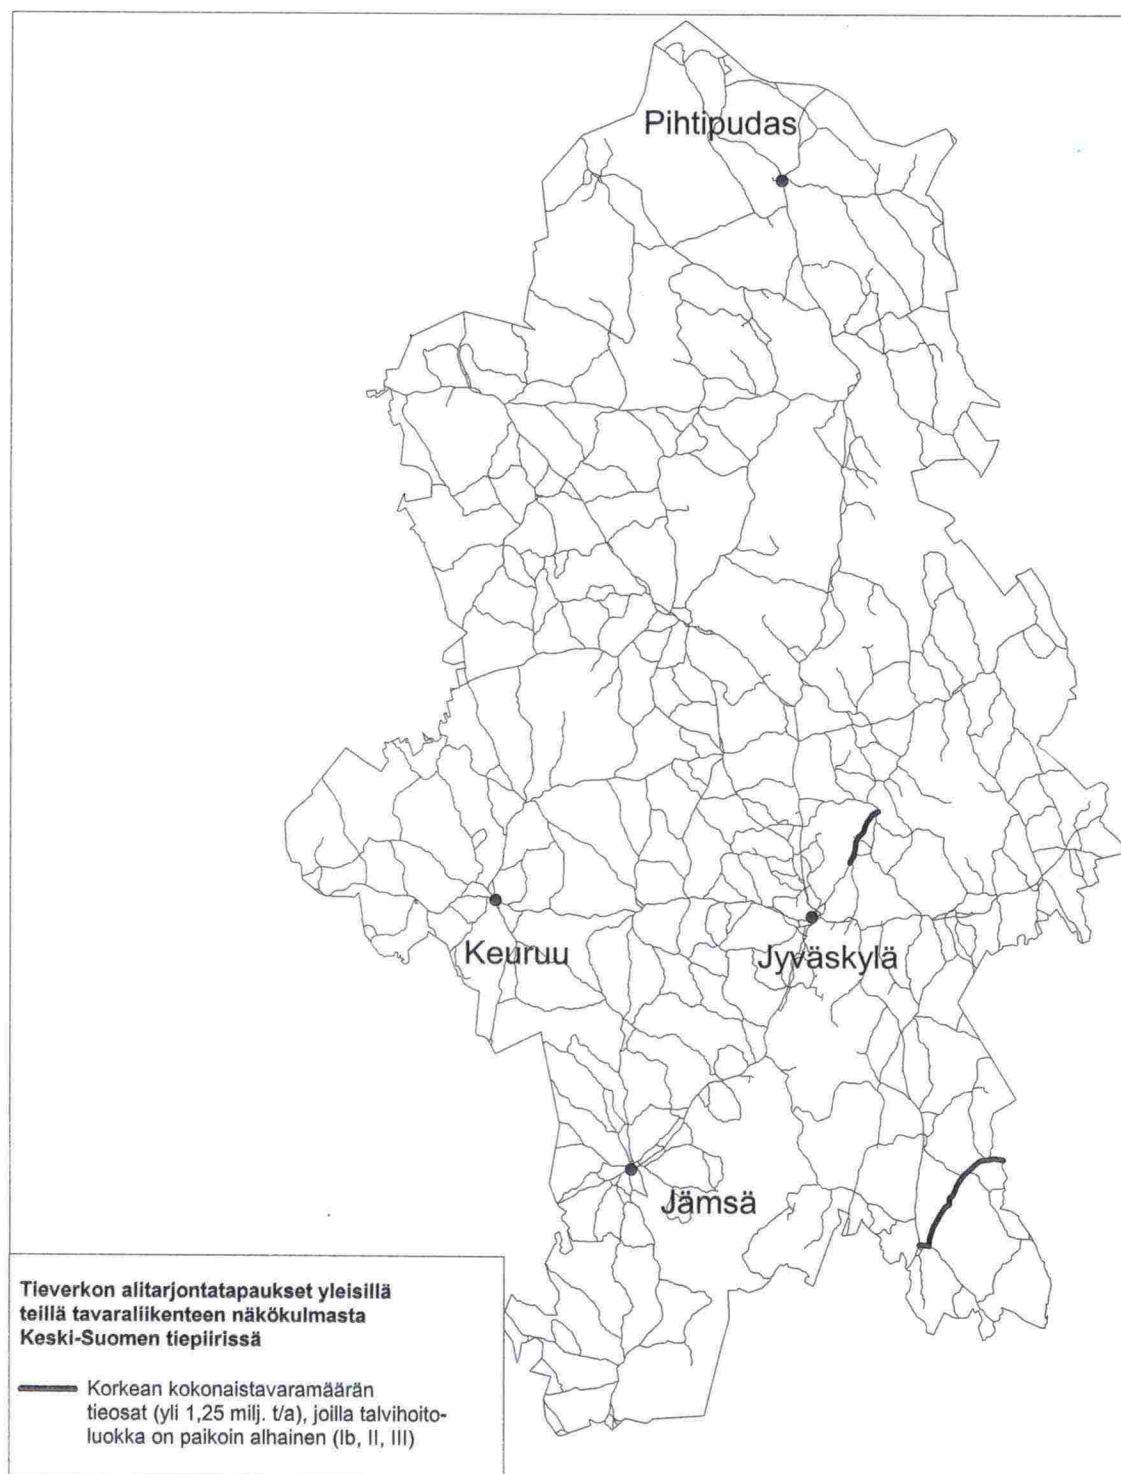 Pihtipudas
Keuruu
Jyväskylä
Jämsä
Tieverkon alitarjontatapaukset yleisillä
teillä tavaraliikenteen näkökulmasta
Keski-Suomen tiepiirissä
Korkean kokonaistavaramäärän
tieosat (yli 1,25 milj. t/a), joilla talvihoito-
luokka on paikoin alhainen (Ib, II, III)